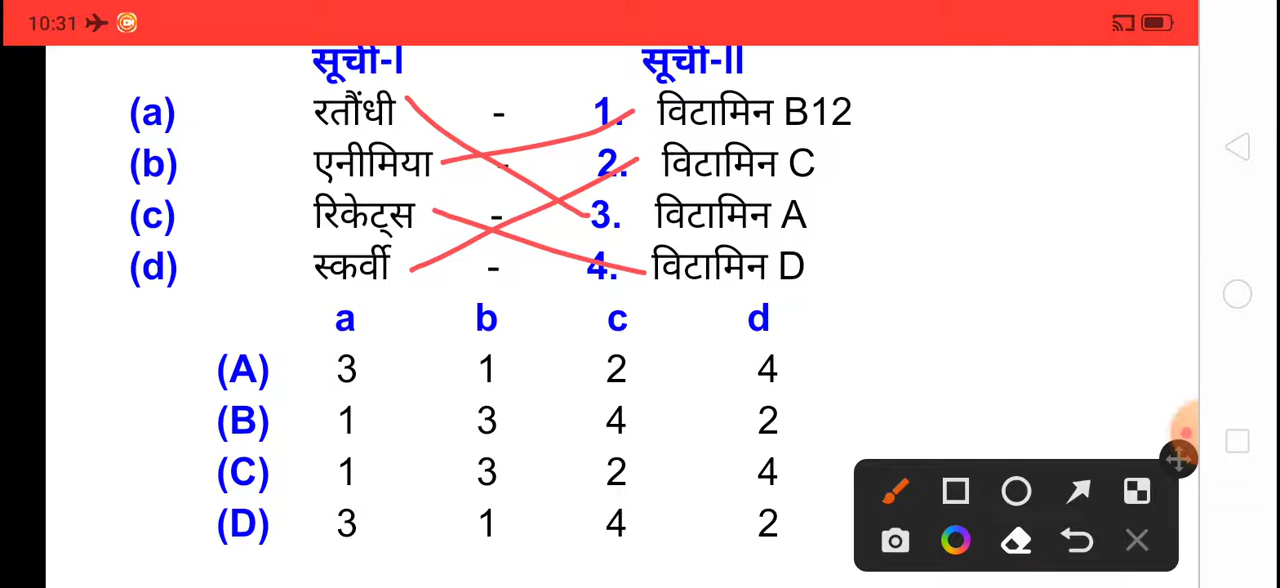 10:31
सूची-I सूची-II
(a) रतौंधी - 1. विटामिन B12
(b) एनीमिया - 2. विटामिन C
(c) रिकेट्स - 3. विटामिन A
(d) स्कर्वी - 4. विटामिन D
a b c d
(A) 3 1 2 4
(B) 1 3 4 2
(C) 1 3 2 4
(D) 3 1 4 2